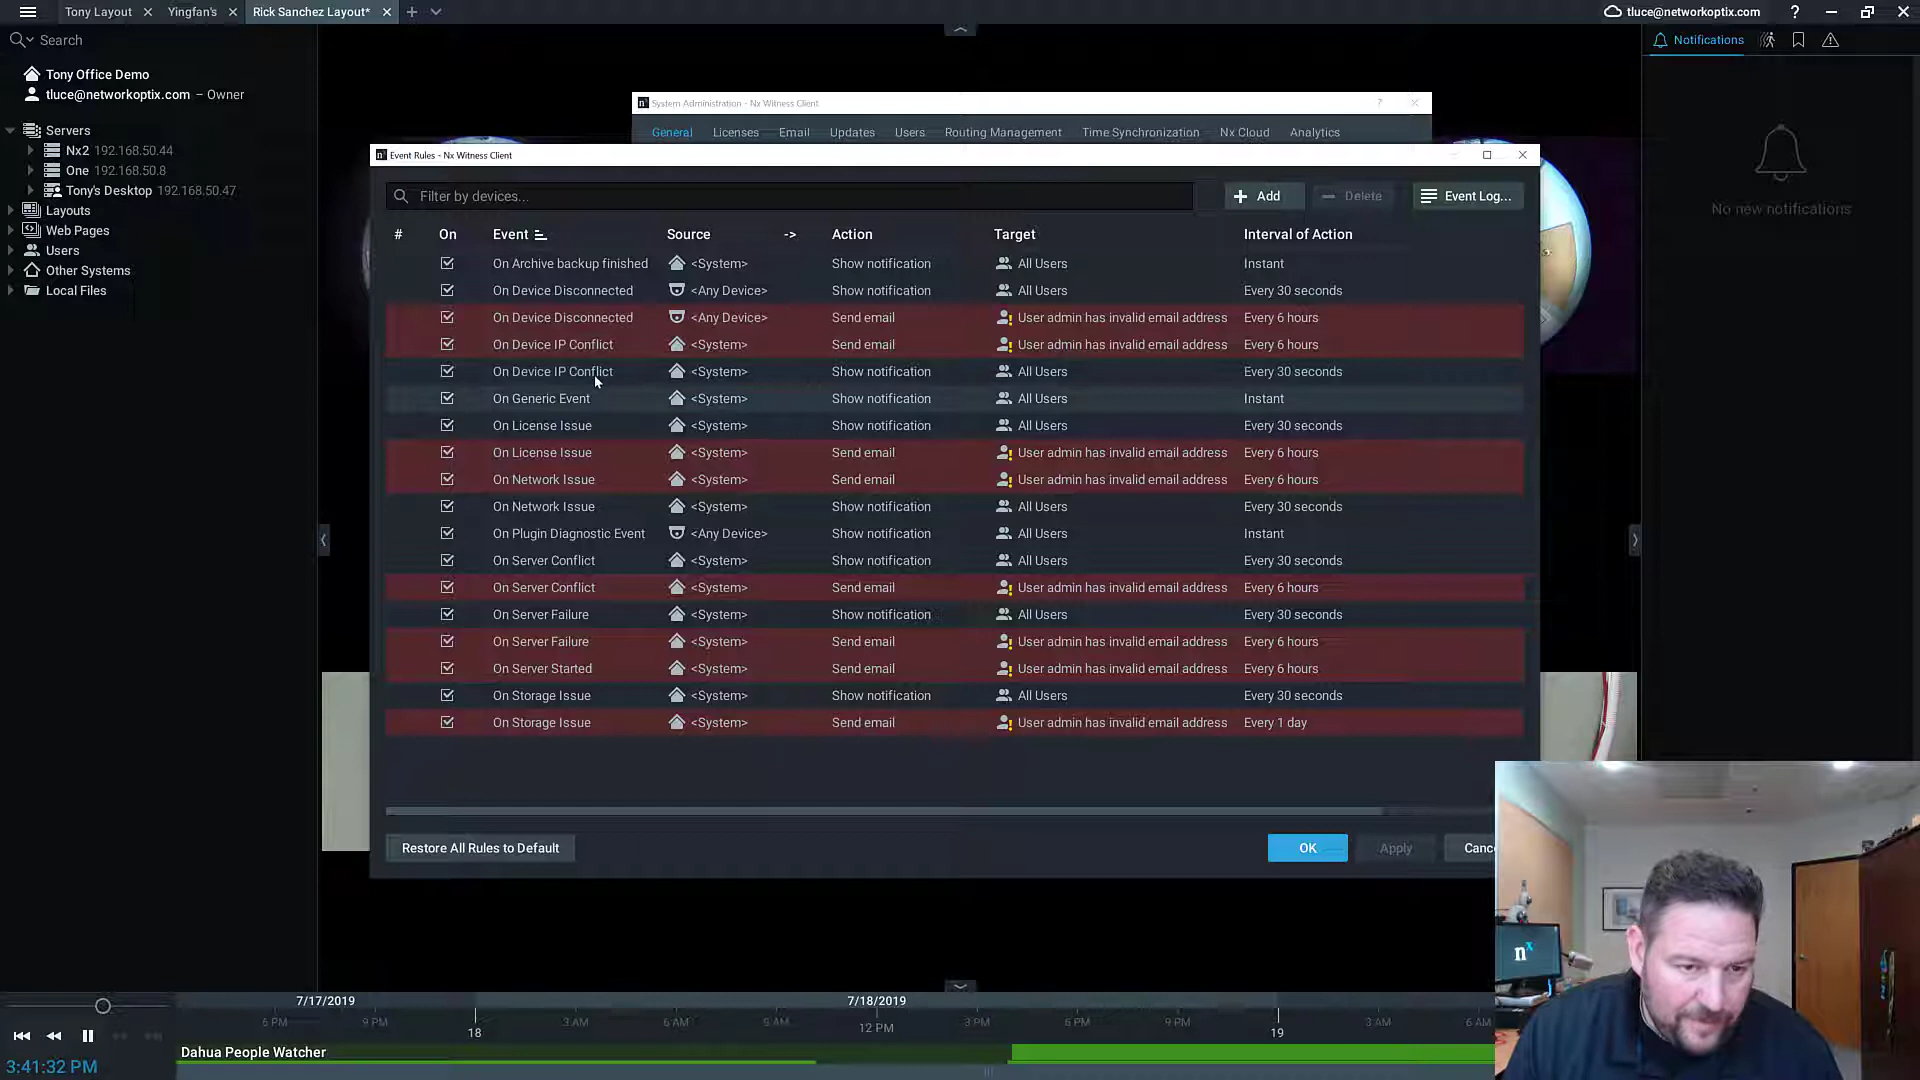 Tony Layout Yingfan's Rick Sanchez Layout* tluce@networkoptix.com ?
Search
Notifications
Tony Office Demo
tluce@networkoptix.com – Owner
Servers
Nx2 192.168.50.44
One 192.168.50.8
Tony's Desktop 192.168.50.47
Layouts
Web Pages
Users
Other Systems
Local Files
System Administration - Nx Witness Client ?
General Licenses Email Updates Users Routing Management Time Synchronization Nx Cloud Analytics
Event Rules - Nx Witness Client
Filter by devices... Add Delete Event Log...
# On Event Source -> Action Target Interval of Action
On Archive backup finished <System> Show notification All Users Instant
On Device Disconnected <Any Device> Show notification All Users Every 30 seconds
On Device Disconnected <Any Device> Send email User admin has invalid email address Every 6 hours
On Device IP Conflict <System> Send email User admin has invalid email address Every 6 hours
On Device IP Conflict <System> Show notification All Users Every 30 seconds
On Generic Event <System> Show notification All Users Instant
On License Issue <System> Show notification All Users Every 30 seconds
On License Issue <System> Send email User admin has invalid email address Every 6 hours
On Network Issue <System> Send email User admin has invalid email address Every 6 hours
On Network Issue <System> Show notification All Users Every 30 seconds
On Plugin Diagnostic Event <Any Device> Show notification All Users Instant
On Server Conflict <System> Show notification All Users Every 30 seconds
On Server Conflict <System> Send email User admin has invalid email address Every 6 hours
On Server Failure <System> Show notification All Users Every 30 seconds
On Server Failure <System> Send email User admin has invalid email address Every 6 hours
On Server Started <System> Send email User admin has invalid email address Every 6 hours
On Storage Issue <System> Show notification All Users Every 30 seconds
On Storage Issue <System> Send email User admin has invalid email address Every 1 day
Restore All Rules to Default OK Apply Canc
No new notifications
nx
7/17/2019 7/18/2019
6 PM 9 PM 18 3 AM 6 AM 9 AM 12 PM 3 PM 6 PM 9 PM 19 3 AM 6 AM
Dahua People Watcher
3:41:32 PM